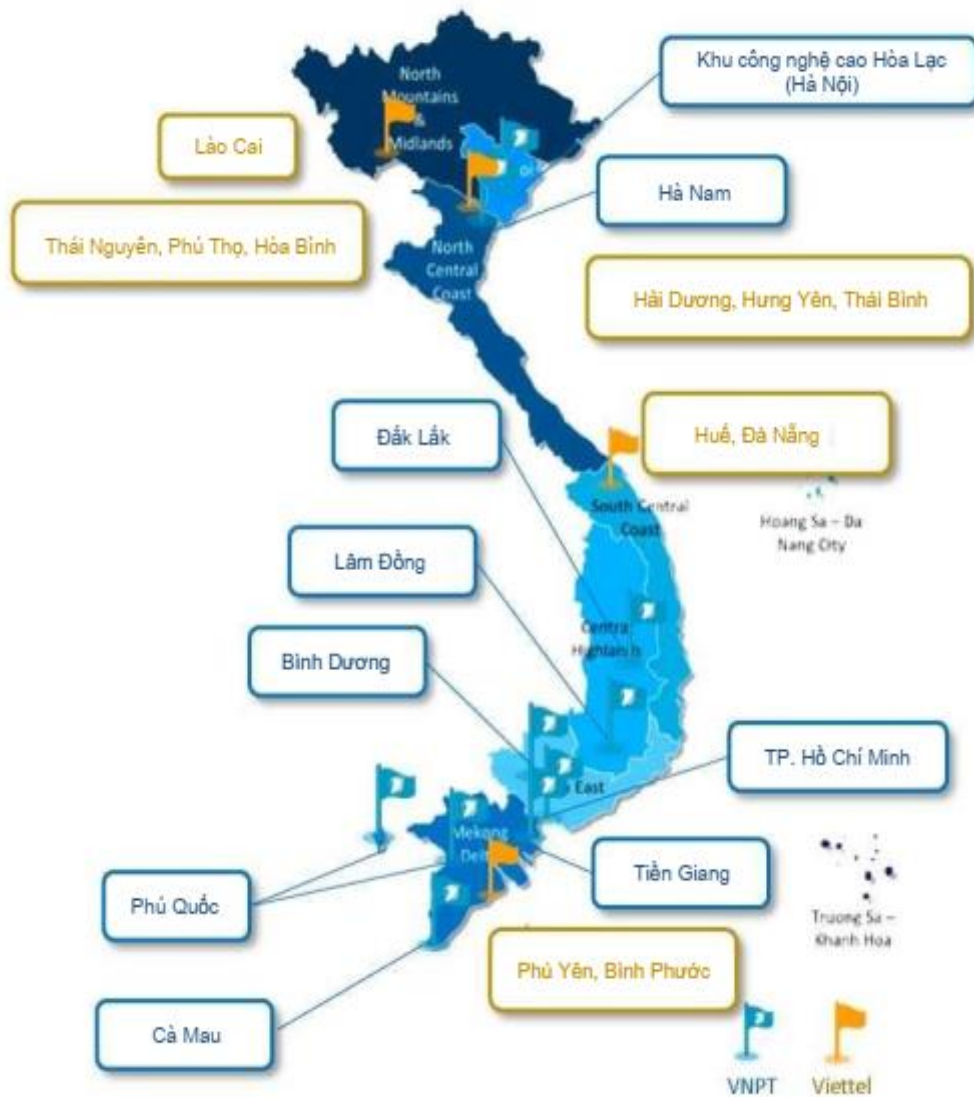 North
Mountains
&
Midlands
Khu công nghệ cao Hòa Lạc
(Hà Nội)
Lào Cai
Hà Nam
Thái Nguyên, Phú Thọ, Hòa Bình
North
Central
Coast
Hải Dương, Hưng Yên, Thái Bình
Đắk Lắk
Huế, Đà Nẵng
South Central
Coast
Hoang Sa – Da
Nang City
Lâm Đồng
Centra
Highlan s
Bình Dương
TP. Hồ Chí Minh
East
Mekong
Del
Tiền Giang
Phú Quốc
Truong Sa –
Khanh Hoa
Phú Yên, Bình Phước
Cà Mau
VNPT
Viettel